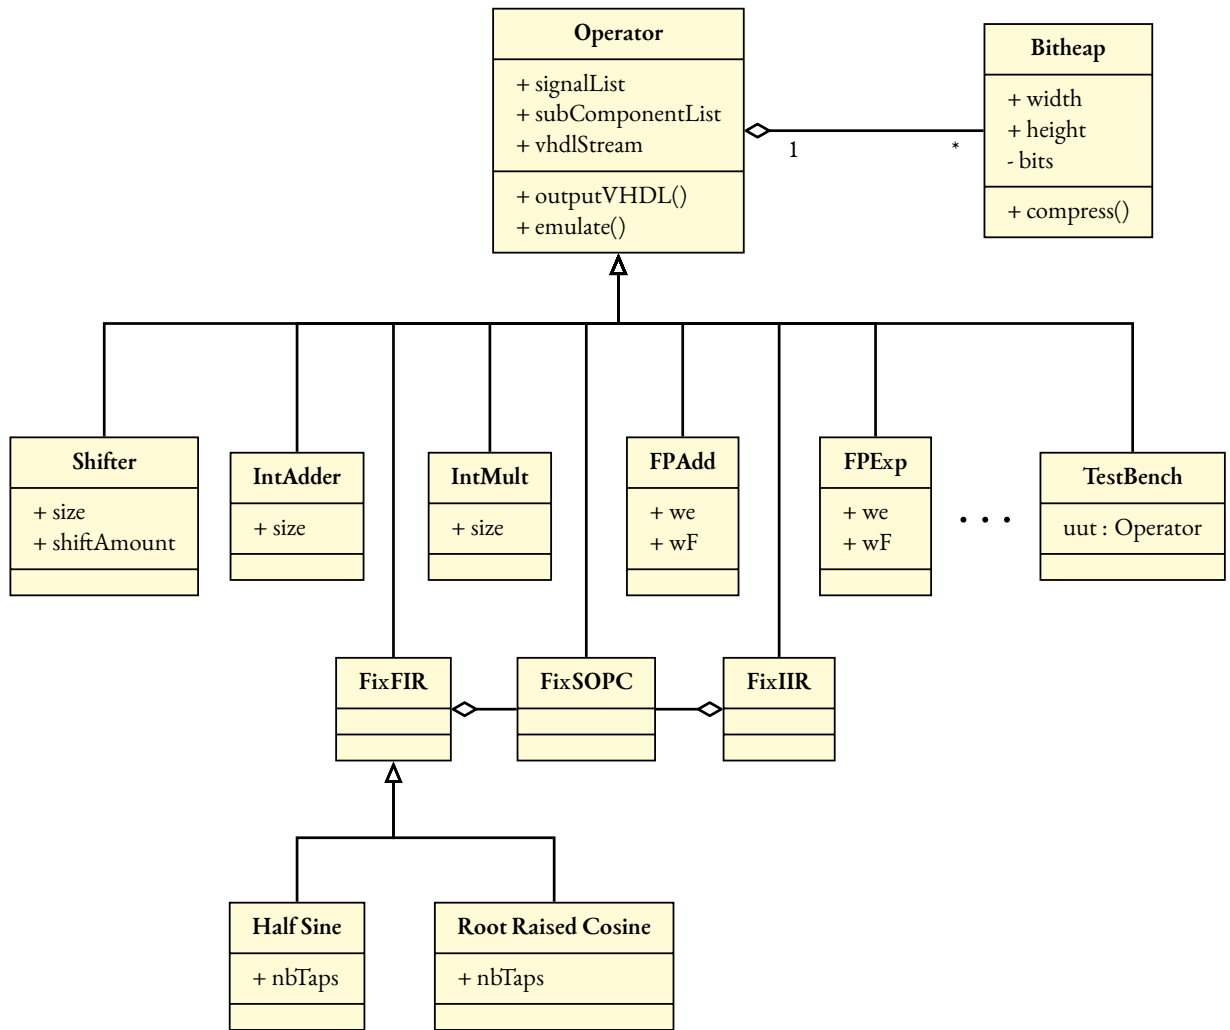 Operator
+ signalList
+ subComponentList
+ vhdlStream
+ outputVHDL()
+ emulate()
1
*
Bitheap
+ width
+ height
- bits
+ compress()
Shifter
+ size
+ shiftAmount
IntAdder
+ size
IntMult
+ size
FPAdd
+ we
+ wF
FPExp
+ we
+ wF
. . .
TestBench
uut : Operator
FixFIR
FixSOPC
FixIIR
Half Sine
+ nbTaps
Root Raised Cosine
+ nbTaps